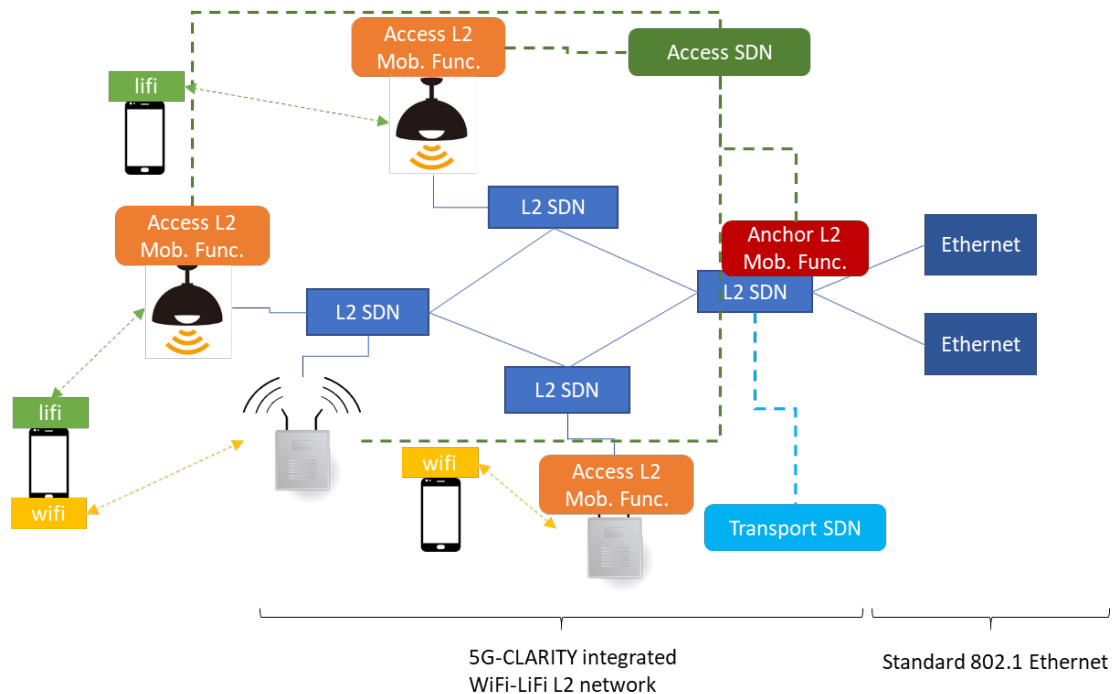 Access L2
Mob. Func.
Access SDN
lifi
L2 SDN
Access L2
Mob. Func.
Anchor L2
Mob. Func.
Ethernet
L2 SDN
L2 SDN
Ethernet
L2 SDN
lifi
wifi
Access L2
Mob. Func.
wifi
Transport SDN
5G-CLARITY integrated
WiFi-LiFi L2 network
Standard 802.1 Ethernet